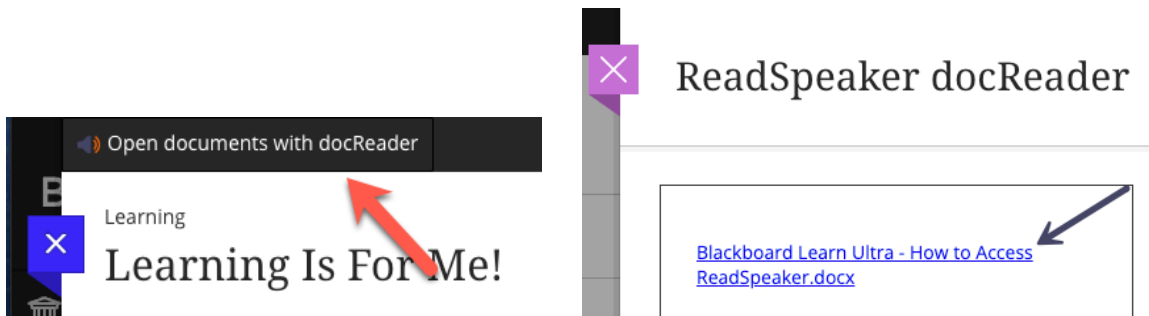 Open documents with docReader
B
Learning
Learning Is For Me!
ReadSpeaker docReader
Blackboard Learn Ultra - How to Access
ReadSpeaker.docx